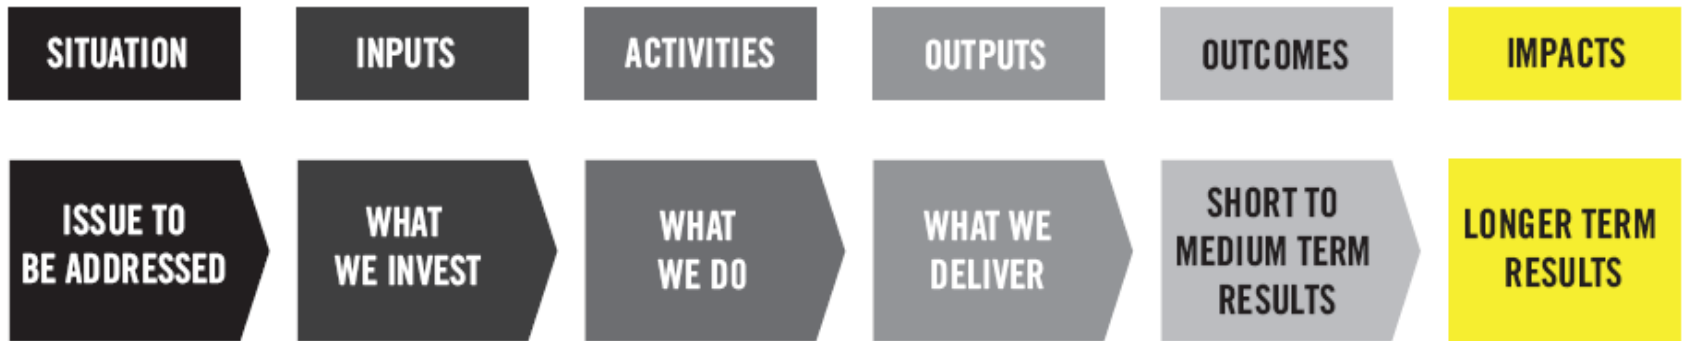 SITUATION
INPUTS
ACTIVITIES
OUTPUTS
OUTCOMES
IMPACTS
ISSUE TO
BE ADDRESSED
WHAT
WE INVEST
WHAT
WE DO
WHAT WE
DELIVER
SHORT TO
MEDIUM TERM
RESULTS
LONGER TERM
RESULTS